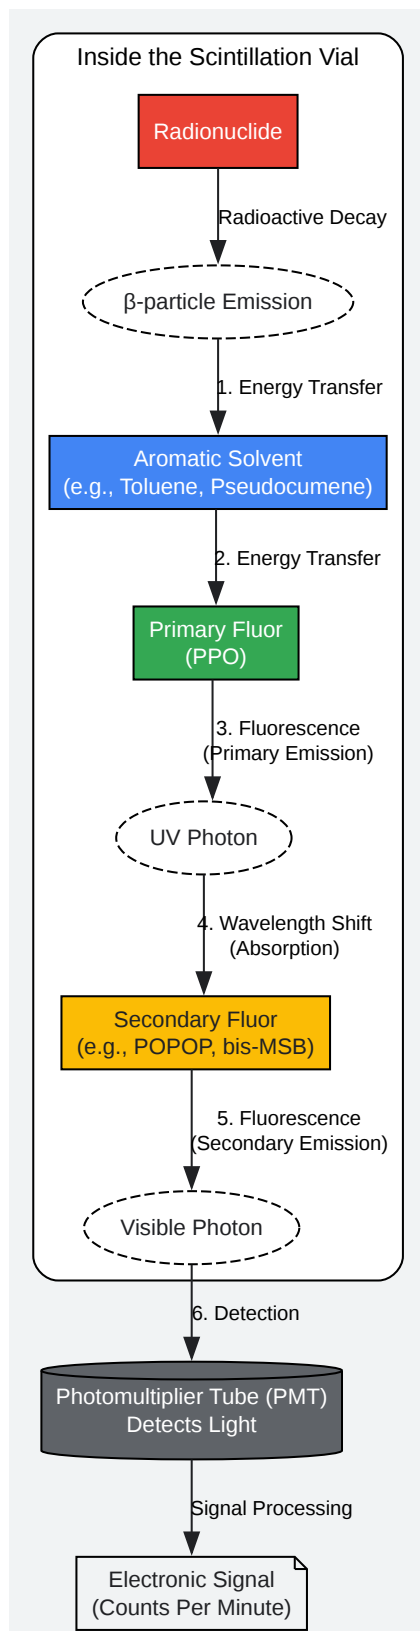 Inside the Scintillation Vial
Radionuclide
Radioactive Decay
β-particle Emission
1. Energy Transfer
Aromatic Solvent
(e.g., Toluene, Pseudocumene)
2. Energy Transfer
Primary Fluor
(PPO)
3. Fluorescence
(Primary Emission)
UV Photon
4. Wavelength Shift
(Absorption)
Secondary Fluor
(e.g., POPOP, bis-MSB)
5. Fluorescence
(Secondary Emission)
Visible Photon
6. Detection
Photomultiplier Tube (PMT)
Detects Light
Signal Processing
Electronic Signal
(Counts Per Minute)